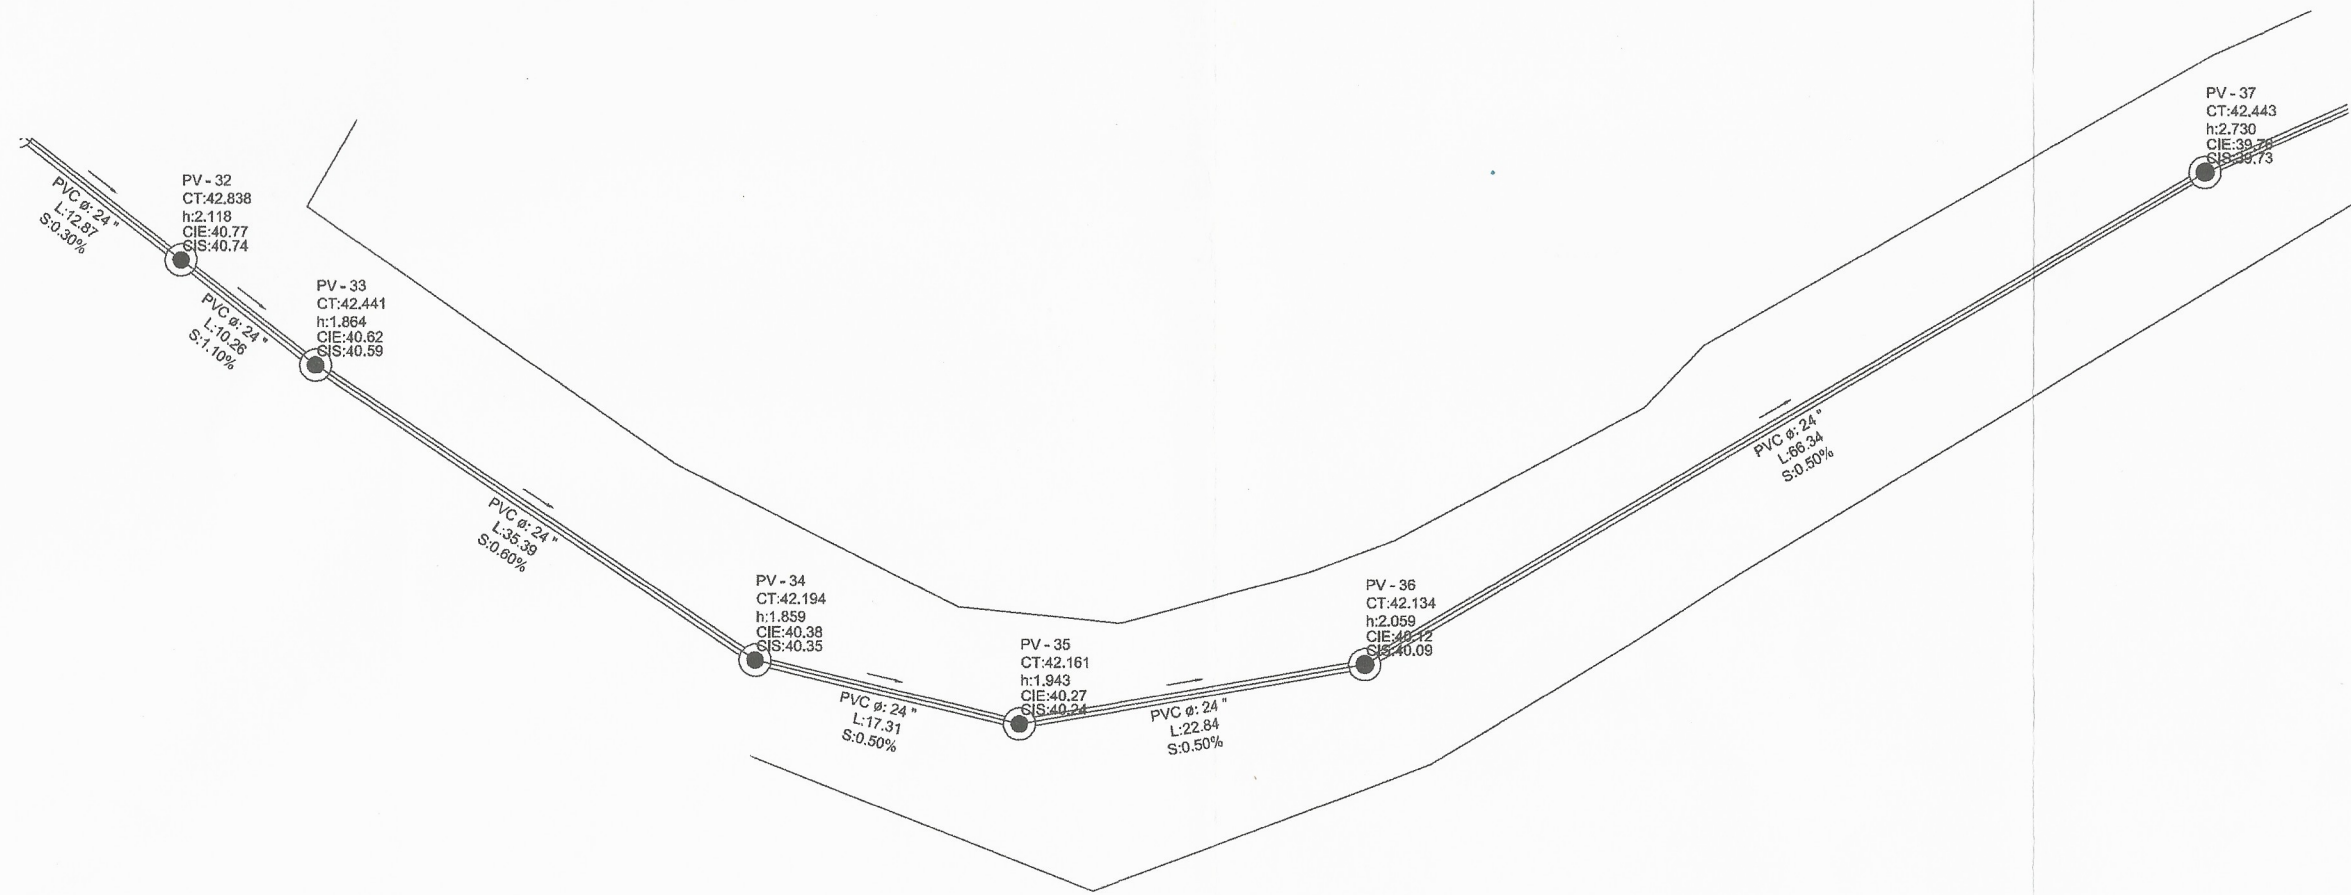 PVC ø: 24 "
L:12.87
S:0.30%
PV - 32
CT:42.838
h:2.118
CIE:40.77
CIS:40.74
PVC ø: 24 "
L:10.26
S:1.10%
PV - 33
CT:42.441
h:1.864
CIE:40.62
CIS:40.59
PVC ø: 24 "
L:35.39
S:0.60%
PV - 34
CT:42.194
h:1.859
CIE:40.38
CIS:40.35
PVC ø: 24 "
L:17.31
S:0.50%
PV - 35
CT:42.161
h:1.943
CIE:40.27
CIS:40.24
PVC ø: 24 "
L:22.84
S:0.50%
PV - 36
CT:42.134
h:2.059
CIE:40.12
CIS:40.09
PVC ø: 24 "
L:66.34
S:0.50%
PV - 37
CT:42.443
h:2.730
CIE:39.76
CIS:39.73